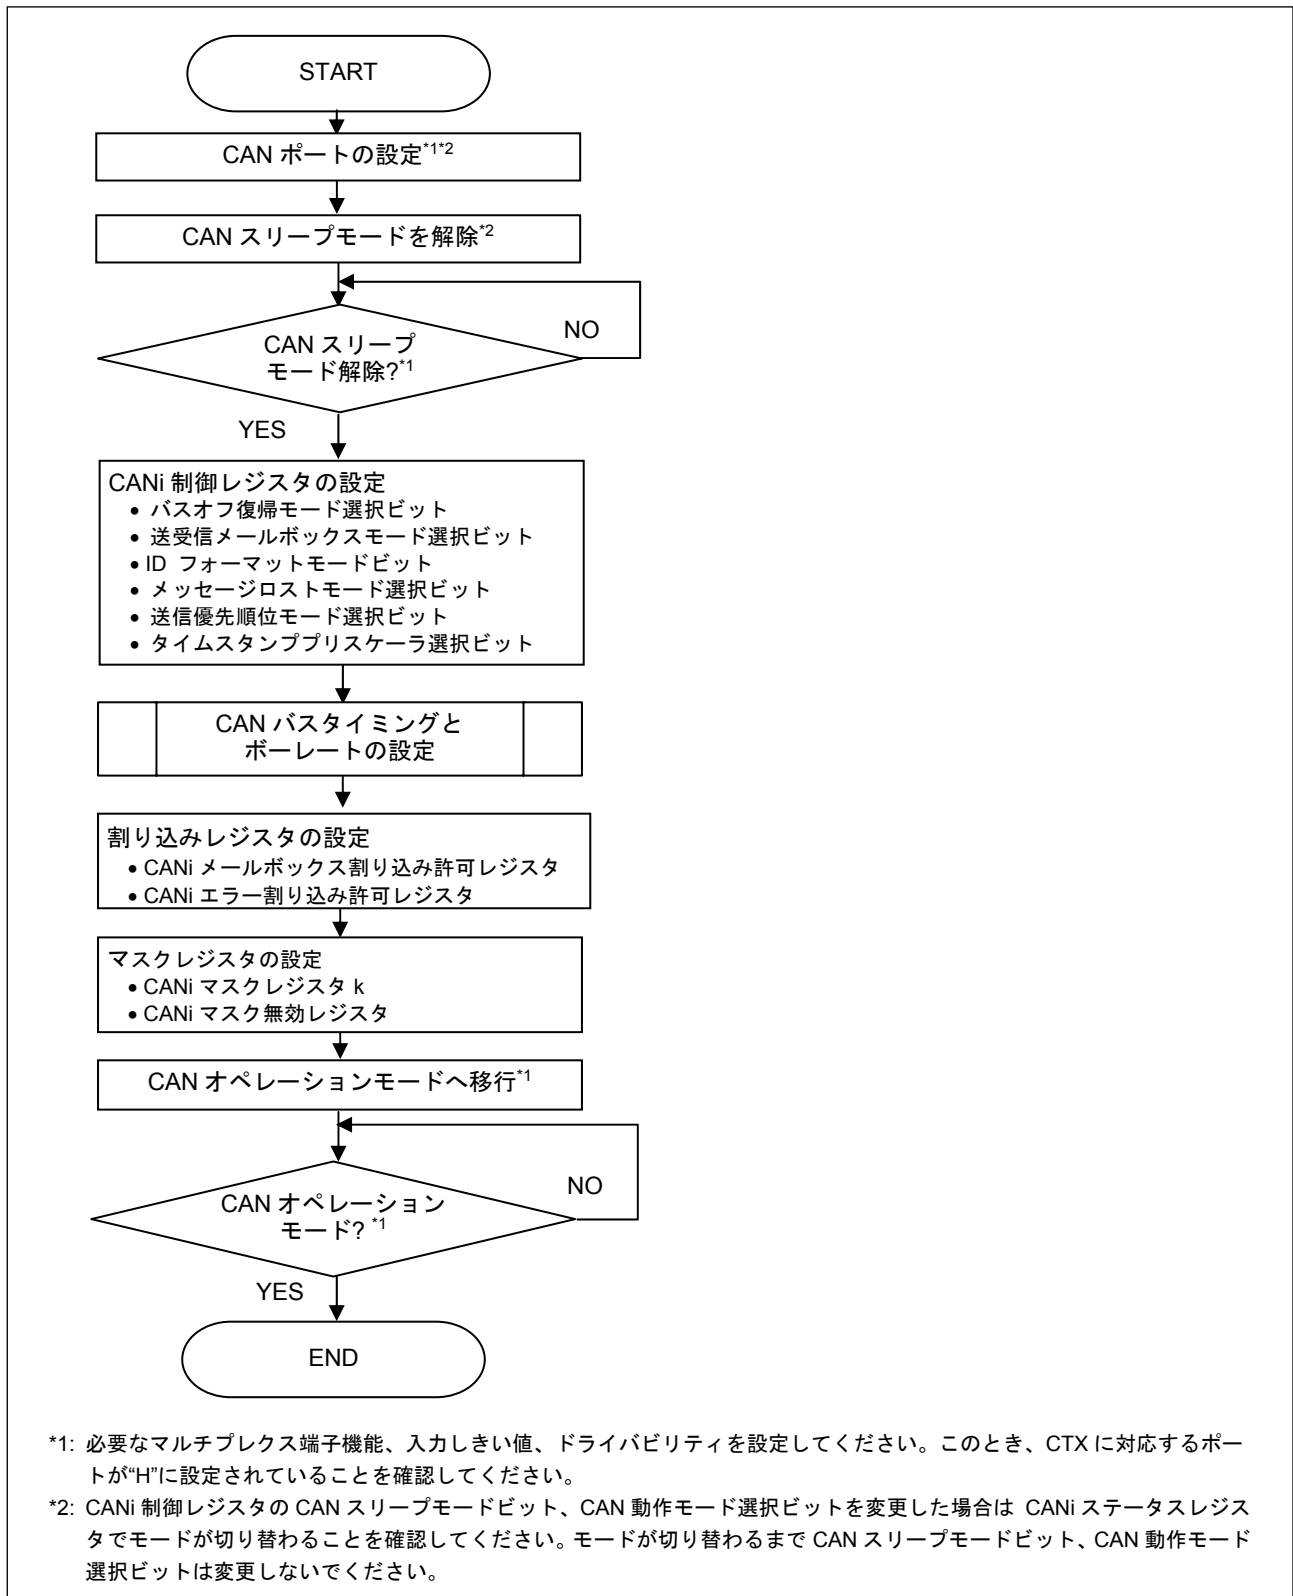 START
CAN ポートの設定*1*2
CAN スリープモードを解除*2
CAN スリープ
モード解除?*1
NO
YES
CANi 制御レジスタの設定
• バスオフ復帰モード選択ビット
• 送受信メールボックスモード選択ビット
• ID フォーマットモードビット
• メッセージロストモード選択ビット
• 送信優先順位モード選択ビット
• タイムスタンププリスケーラ選択ビット
CAN バスタイミングと
ボーレートの設定
割り込みレジスタの設定
• CANi メールボックス割り込み許可レジスタ
• CANi エラー割り込み許可レジスタ
マスクレジスタの設定
• CANi マスクレジスタ k
• CANi マスク無効レジスタ
CAN オペレーションモードへ移行*1
CAN オペレーション
モード? *1
NO
YES
END
*1: 必要なマルチプレクス端子機能、入力しきい値、ドライバビリティを設定してください。このとき、CTX に対応するポー
トが“H”に設定されていることを確認してください。
*2: CANi 制御レジスタの CAN スリープモードビット、CAN 動作モード選択ビットを変更した場合は CANi ステータスレジス
タでモードが切り替わることを確認してください。モードが切り替わるまで CAN スリープモードビット、CAN 動作モード
選択ビットは変更しないでください。